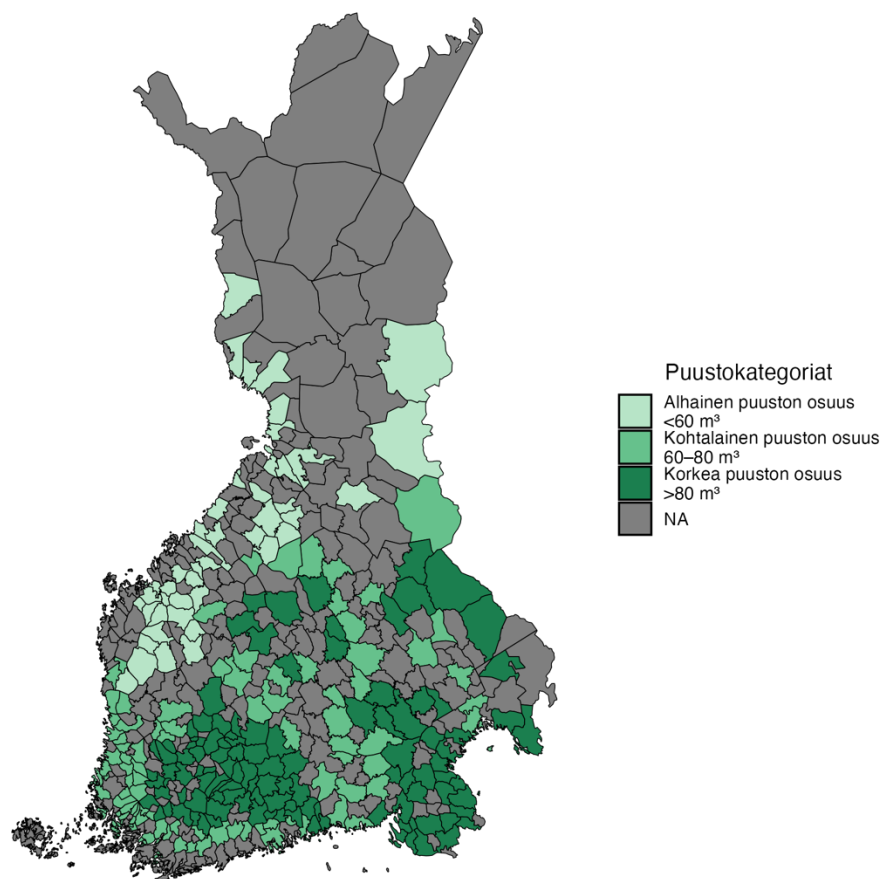 Puustokategoriat
Alhainen puuston osuus
<60 m³
Kohtalainen puuston osuus
60–80 m³
Korkea puuston osuus
>80 m³
NA